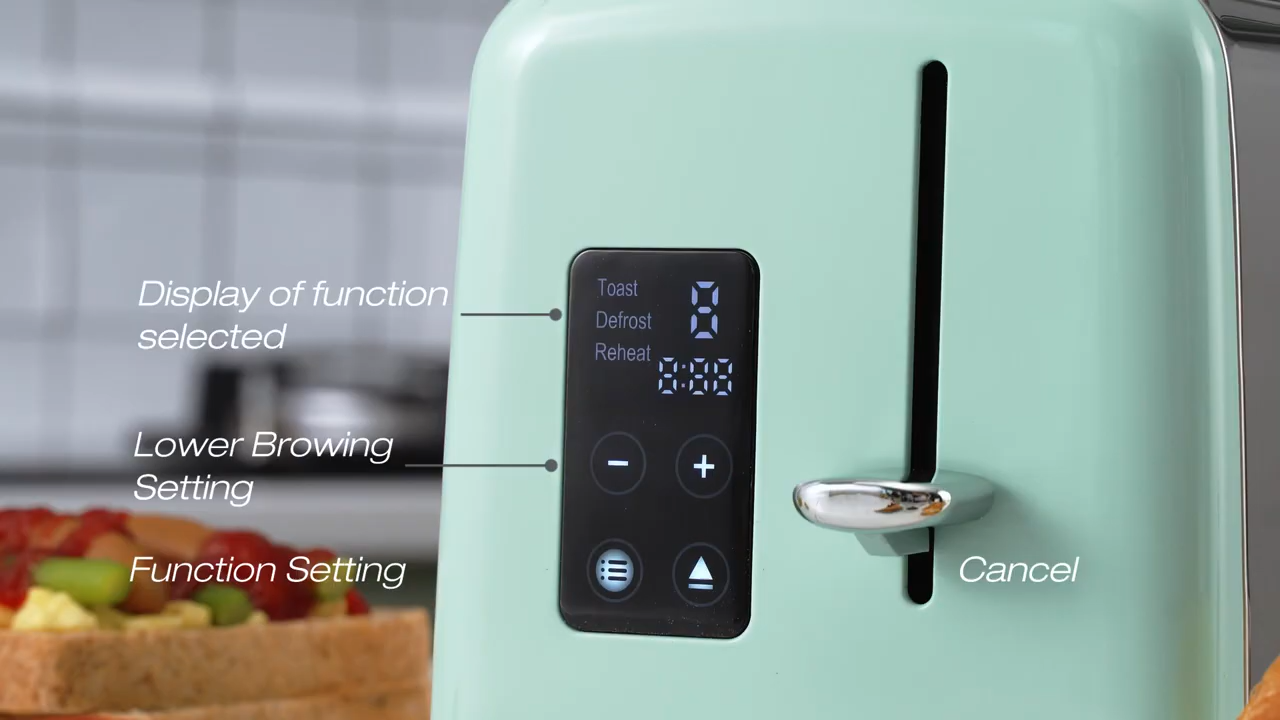 Display of function
selected
Lower Browing
Setting
Function Setting
Cancel
Toast
Defrost
Reheat
8
8:88